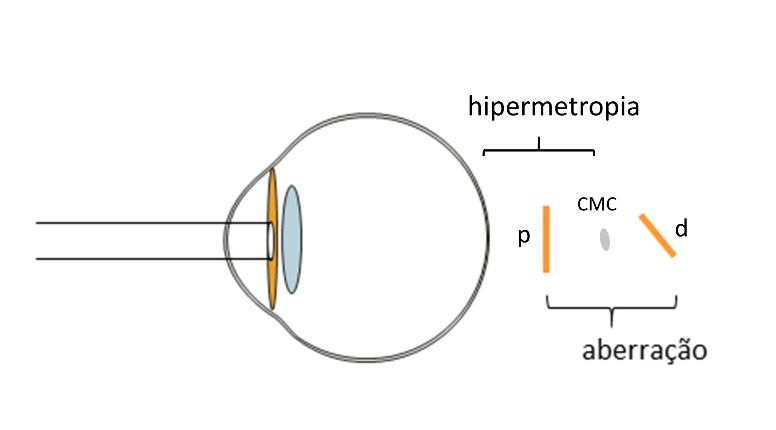 hipermetropia
CMC
p
d
aberração